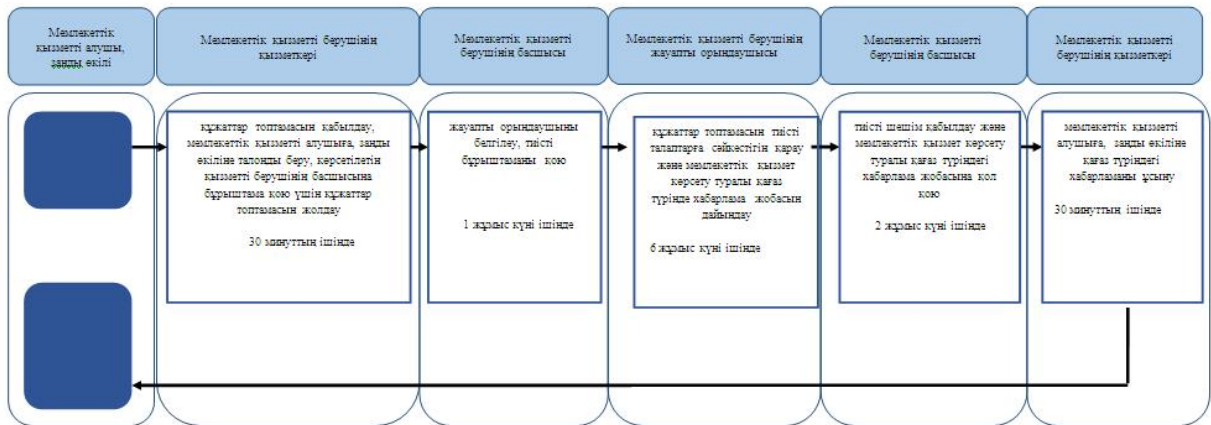 Мемлекеттік
қызметті алушы,
заңды өкілі
Мемлекеттік қызметті берушінің
қызметкері
Мемлекеттік қызметті
берушінің басшысы
Мемлекеттік қызметті берушінің
жауапты орындаушысы
Мемлекеттік қызметті
берушінің басшысы
Мемлекеттік қызметті
берушінің қызметкері
құжаттар топтамасын қабылдау,
мемлекеттік қызметті алушыға, заңды
өкіліне талонды беру, көрсетілетін
қызметті берушінің басшысына
бұрыштама қою үшін құжаттар
топтамасын жолдау
30 минуттың ішінде
жауапты орындаушыны
белгілеу, тиісті
бұрыштаманы қою
1 жұмыс күні ішінде
құжаттар топтамасын тиісті
талаптарға сәйкестігін қарау
және мемлекеттік қызмет
көрсету туралы қағаз
түрінде хабарлама жобасын
дайындау
6 жұмыс күні ішінде
тиісті шешім қабылдау және
мемлекеттік қызмет көрсету
туралы қағаз түріндегі
хабарлама жобасына қол
қою
2 жұмыс күні ішінде
мемлекеттік қызметті
алушыға, заңды өкіліне
қағаз түріндегі
хабарламаны ұсыну
30 минуттың ішінде